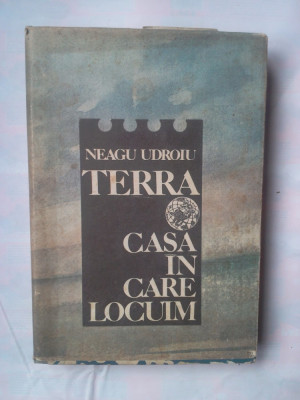 NEAGU UDROIU
TERRA
CASA
IN
CARE
LOCUIM